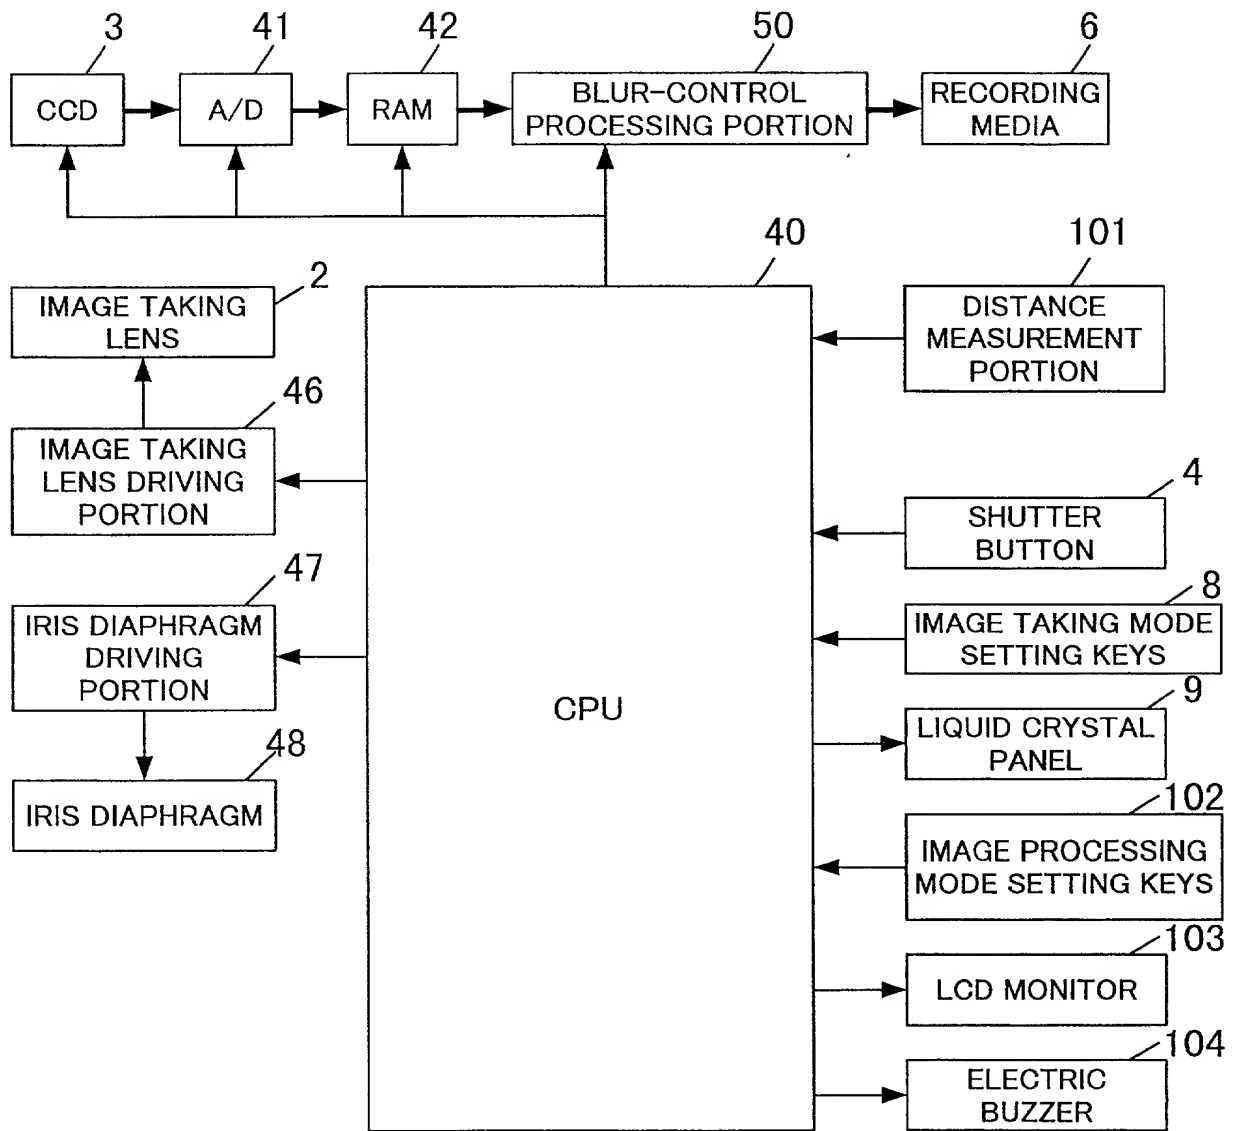 3 41 42 50 6
CCD A/D RAM BLUR-CONTROL PROCESSING PORTION RECORDING MEDIA
40 101
2
IMAGE TAKING
LENS
DISTANCE
MEASUREMENT
PORTION
46
IMAGE TAKING
LENS DRIVING
PORTION
4
SHUTTER
BUTTON
47
IRIS DIAPHRAGM
DRIVING
PORTION
8
IMAGE TAKING MODE
SETTING KEYS
CPU
9
LIQUID CRYSTAL
PANEL
48
IRIS DIAPHRAGM
102
IMAGE PROCESSING
MODE SETTING KEYS
103
LCD MONITOR
104
ELECTRIC
BUZZER